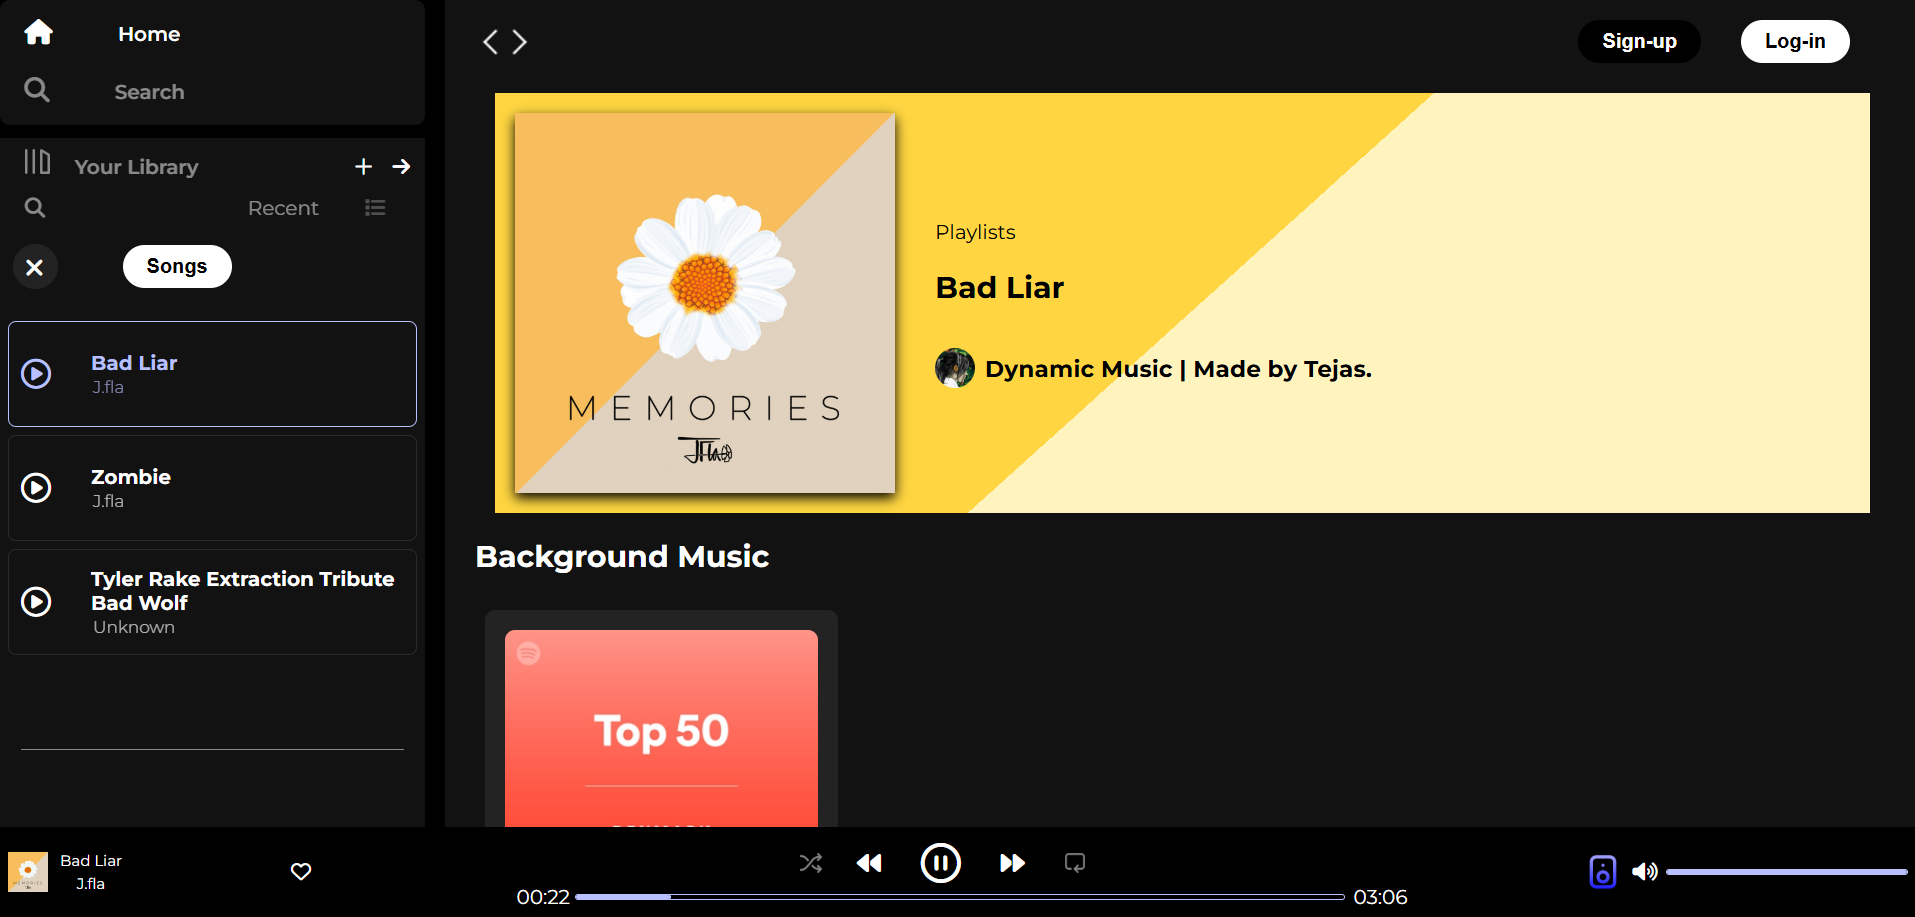 Home
Search
Your Library
Recent
Songs
Bad Liar
J.fla
Zombie
J.fla
Tyler Rake Extraction Tribute
Bad Wolf
Unknown
Sign-up
Log-in
MEMORIES
Playlists
Bad Liar
Dynamic Music | Made by Tejas.
Background Music
Top 50
Bad Liar
J.fla
00:22
03:06